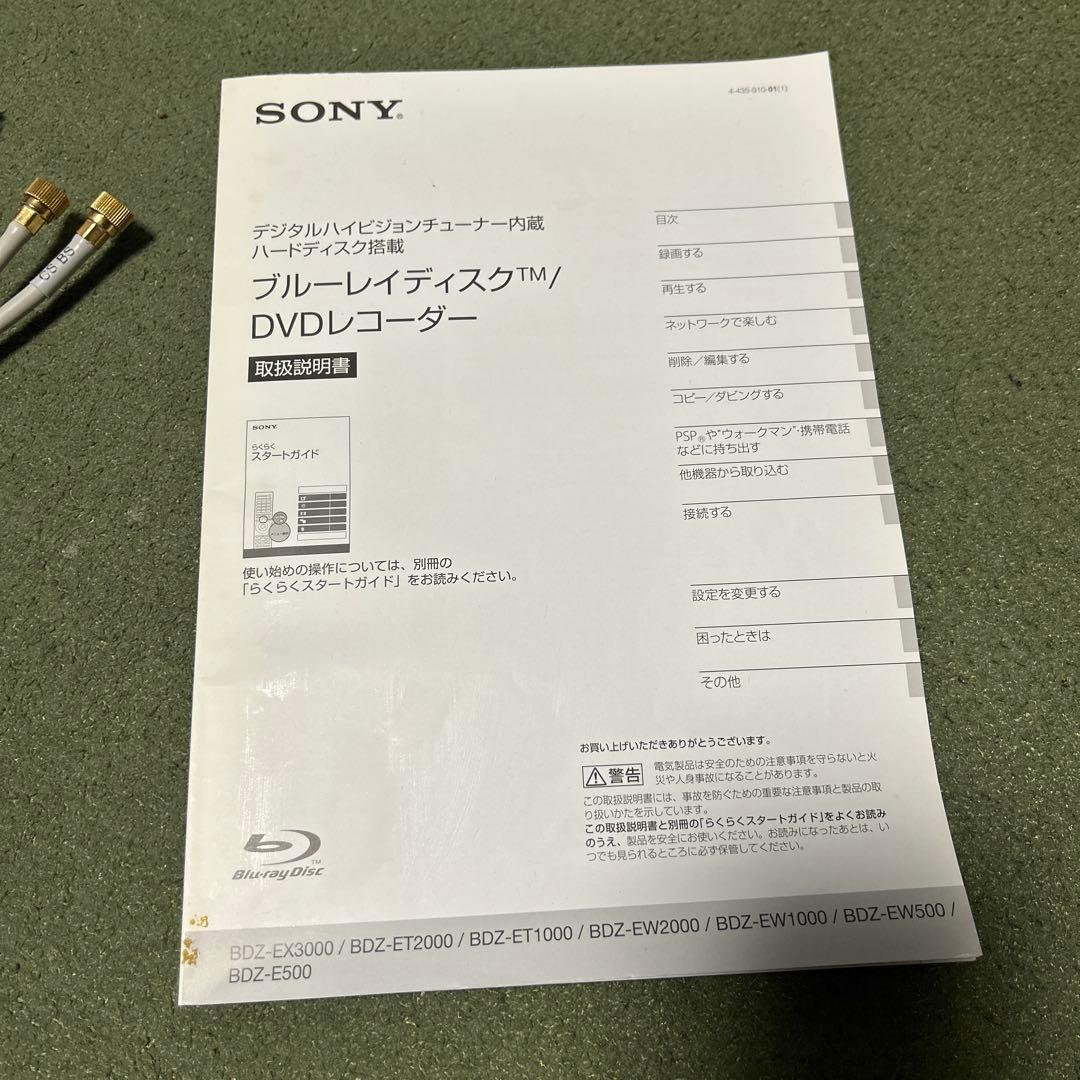 SONY®
4-435-910-01(1)
デジタルハイビジョンチューナー内蔵
ハードディスク搭載
ブルーレイディスク™/
DVDレコーダー
取扱説明書
SONY
らくらく
スタートガイド
使い始めの操作については、別冊の
「らくらくスタートガイド」をお読みください。
目次
録画する
再生する
ネットワークで楽しむ
削除／編集する
コピー／ダビングする
PSP®や“ウォークマン”・携帯電話
などに持ち出す
他機器から取り込む
接続する
設定を変更する
困ったときは
その他
お買い上げいただきありがとうございます。
警告
電気製品は安全のための注意事項を守らないと火
災や人身事故になることがあります。
この取扱説明書には、事故を防ぐための重要な注意事項と製品の取
り扱いかたを示しています。
この取扱説明書と別冊の「らくらくスタートガイド」をよくお読み
のうえ、製品を安全にお使いください。お読みになったあとは、い
つでも見られるところに必ず保管してください。
Blu-ray Disc™
BDZ-EX3000 / BDZ-ET2000 / BDZ-ET1000 / BDZ-EW2000 / BDZ-EW1000 / BDZ-EW500 /
BDZ-E500
CS BS